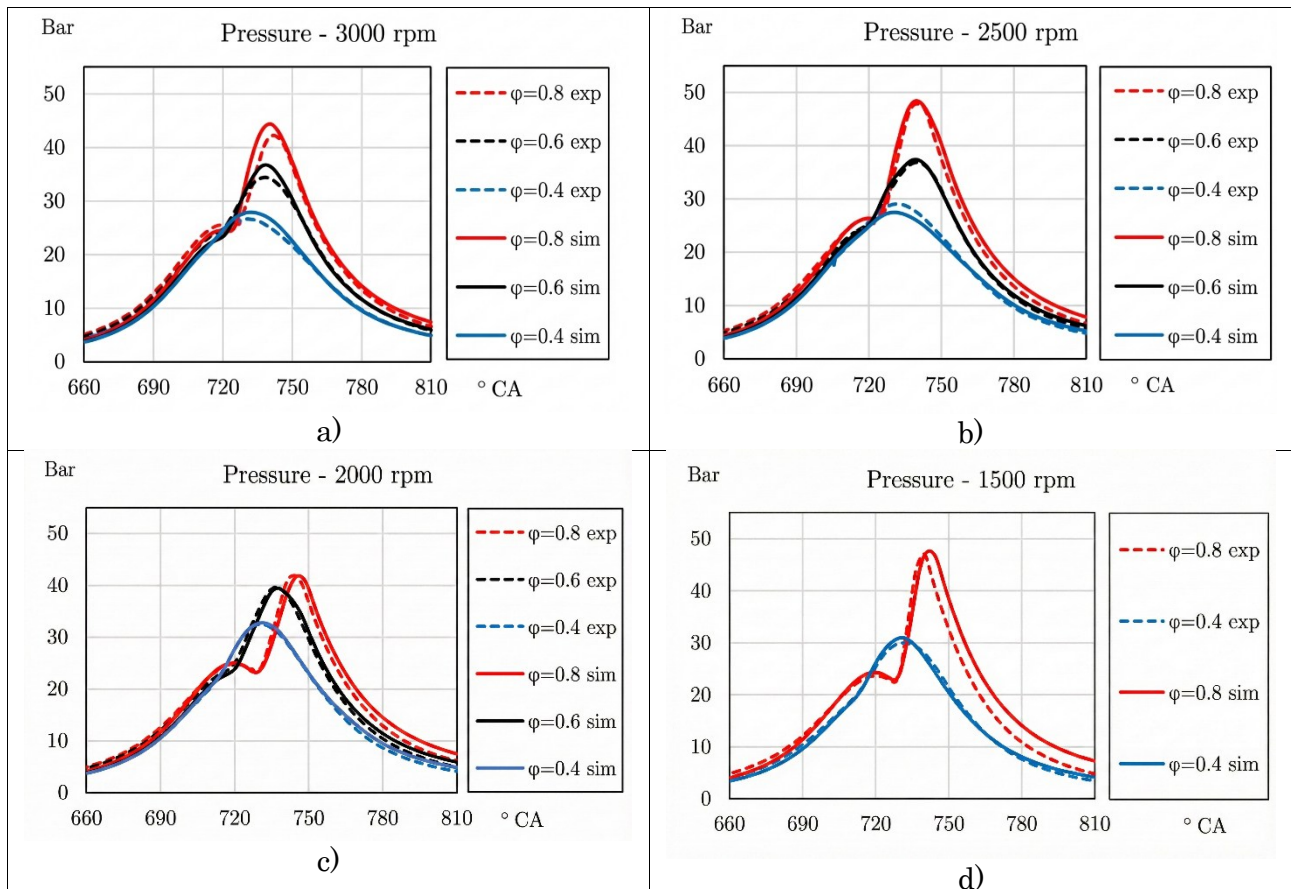 Bar
Pressure - 3000 rpm
50
40
30
20
10
0
660 690 720 750 780 810 ° CA
φ=0.8 exp
φ=0.6 exp
φ=0.4 exp
φ=0.8 sim
φ=0.6 sim
φ=0.4 sim
a)
Bar
Pressure - 2500 rpm
50
40
30
20
10
0
660 690 720 750 780 810 ° CA
φ=0.8 exp
φ=0.6 exp
φ=0.4 exp
φ=0.8 sim
φ=0.6 sim
φ=0.4 sim
b)
Bar
Pressure - 2000 rpm
50
40
30
20
10
0
660 690 720 750 780 810 ° CA
φ=0.8 exp
φ=0.6 exp
φ=0.4 exp
φ=0.8 sim
φ=0.6 sim
φ=0.4 sim
c)
Bar
Pressure - 1500 rpm
50
40
30
20
10
0
660 690 720 750 780 810 ° CA
φ=0.8 exp
φ=0.4 exp
φ=0.8 sim
φ=0.4 sim
d)